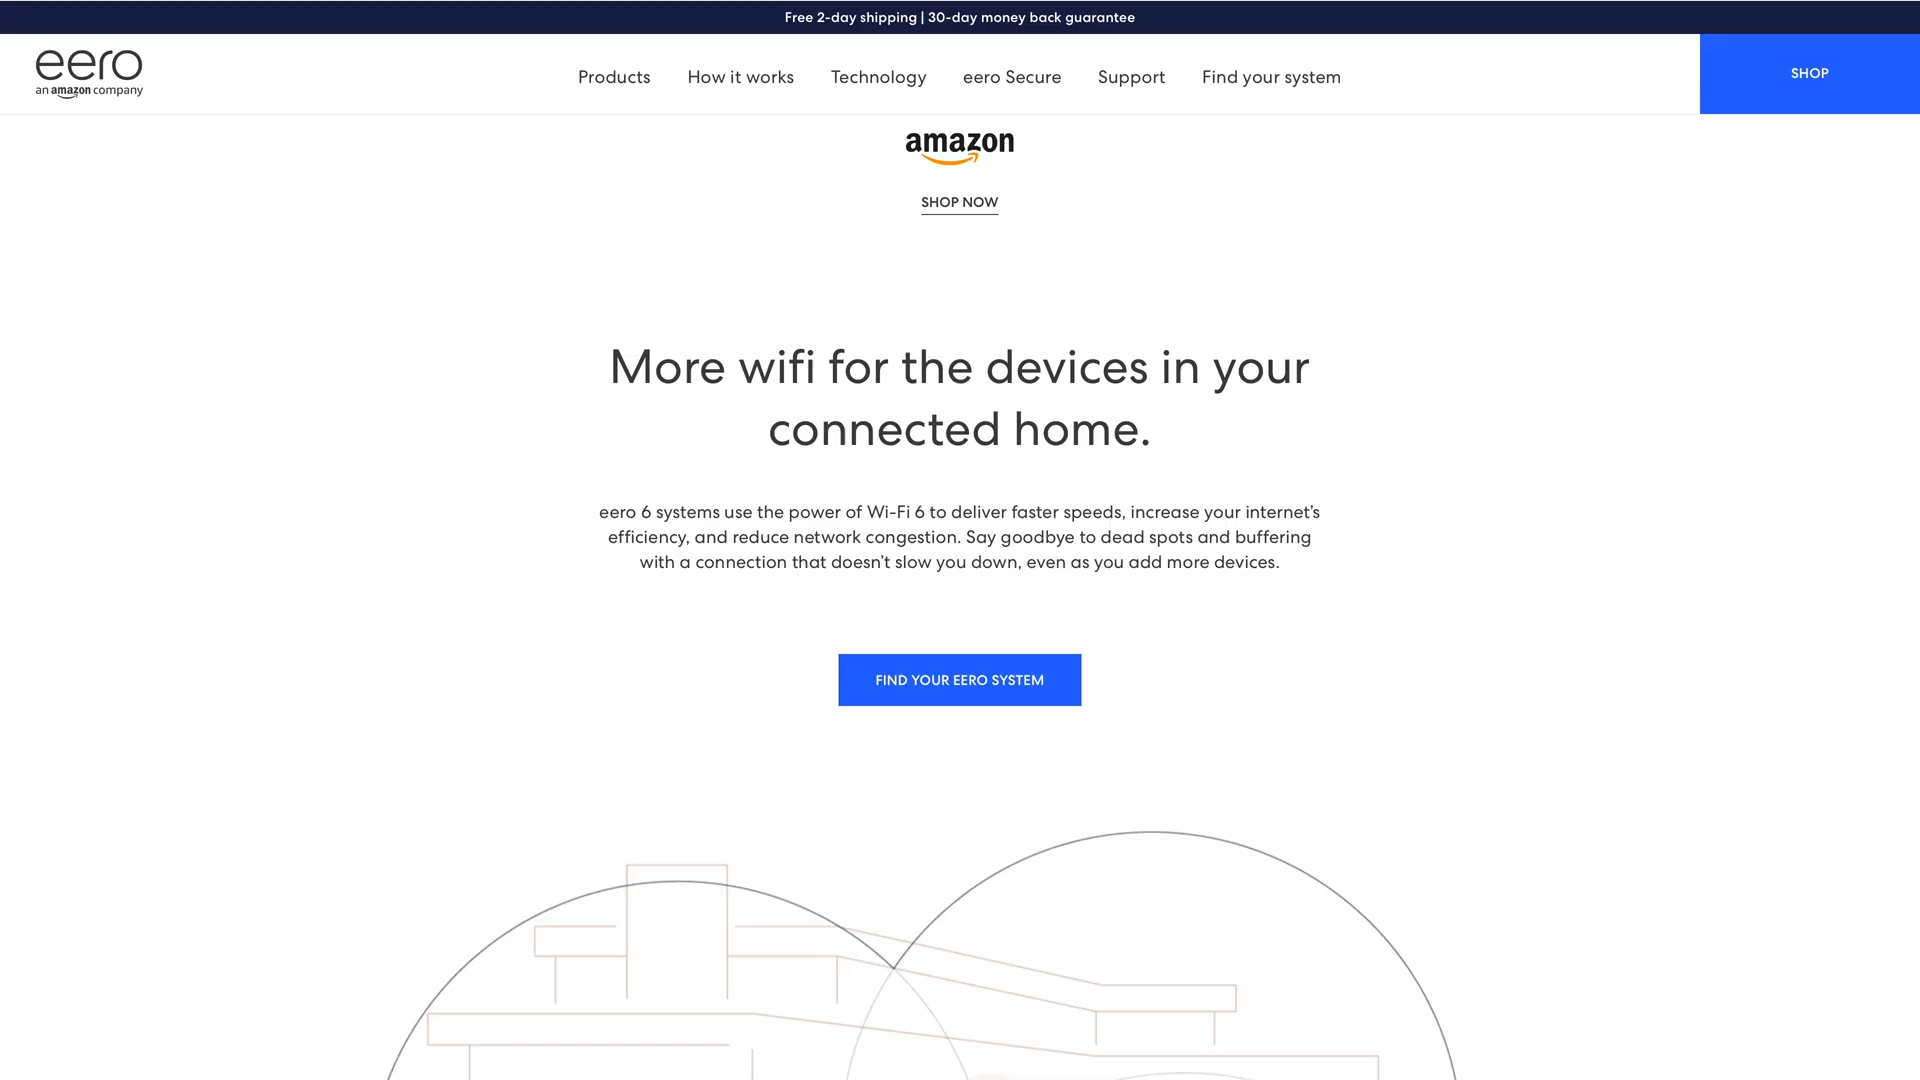 Free 2-day shipping | 30-day money back guarantee
eero
an amazon company
Products
How it works
Technology
eero Secure
Support
Find your system
SHOP
amazon
SHOP NOW
More wifi for the devices in your
connected home.
eero 6 systems use the power of Wi-Fi 6 to deliver faster speeds, increase your internet’s
efficiency, and reduce network congestion. Say goodbye to dead spots and buffering
with a connection that doesn’t slow you down, even as you add more devices.
FIND YOUR EERO SYSTEM